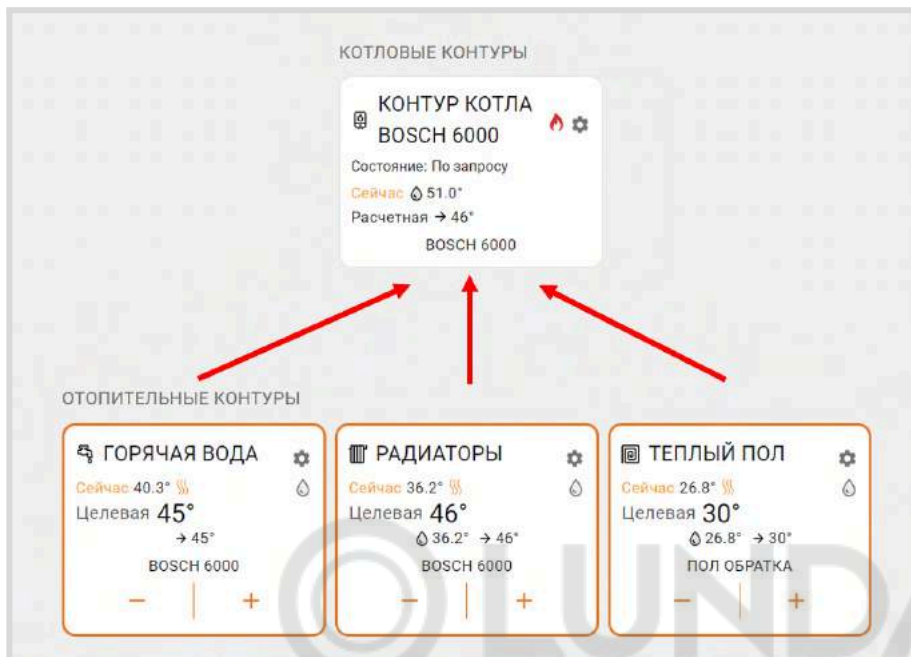 КОТЛОВЫЕ КОНТУРЫ
КОНТУР КОТЛА
BOSCH 6000
Состояние: По запросу
Сейчас 51.0°
Расчетная → 46°
BOSCH 6000
ОТОПИТЕЛЬНЫЕ КОНТУРЫ
ГОРЯЧАЯ ВОДА
Сейчас 40.3°
Целевая 45°
→ 45°
BOSCH 6000
− | +
РАДИАТОРЫ
Сейчас 36.2°
Целевая 46°
36.2° → 46°
BOSCH 6000
− | +
ТЕПЛЫЙ ПОЛ
Сейчас 26.8°
Целевая 30°
26.8° → 30°
ПОЛ ОБРАТКА
− | +
LUNDA